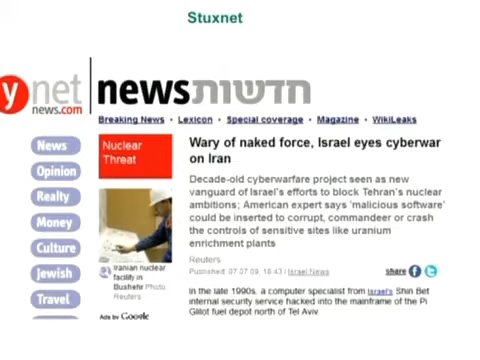 Stuxnet
ynet news חדשות
news.com
Breaking News • Lexicon • Special coverage • Magazine • WikiLeaks
News
Opinion
Realty
Money
Culture
Jewish
Travel
Nuclear
Threat
Iranian nuclear
facility in
Bushehr Photo
Reuters
Ads by Google
Wary of naked force, Israel eyes cyberwar
on Iran
Decade-old cyberwarfare project seen as new
vanguard of Israel's efforts to block Tehran's nuclear
ambitions; American expert says 'malicious software'
could be inserted to corrupt, commandeer or crash
the controls of sensitive sites like uranium
enrichment plants
Reuters
Published: 07.07.09, 18:43 / Israel News
share
In the late 1990s, a computer specialist from Israel's Shin Bet
internal security service hacked into the mainframe of the Pi
Glilot fuel depot north of Tel Aviv.